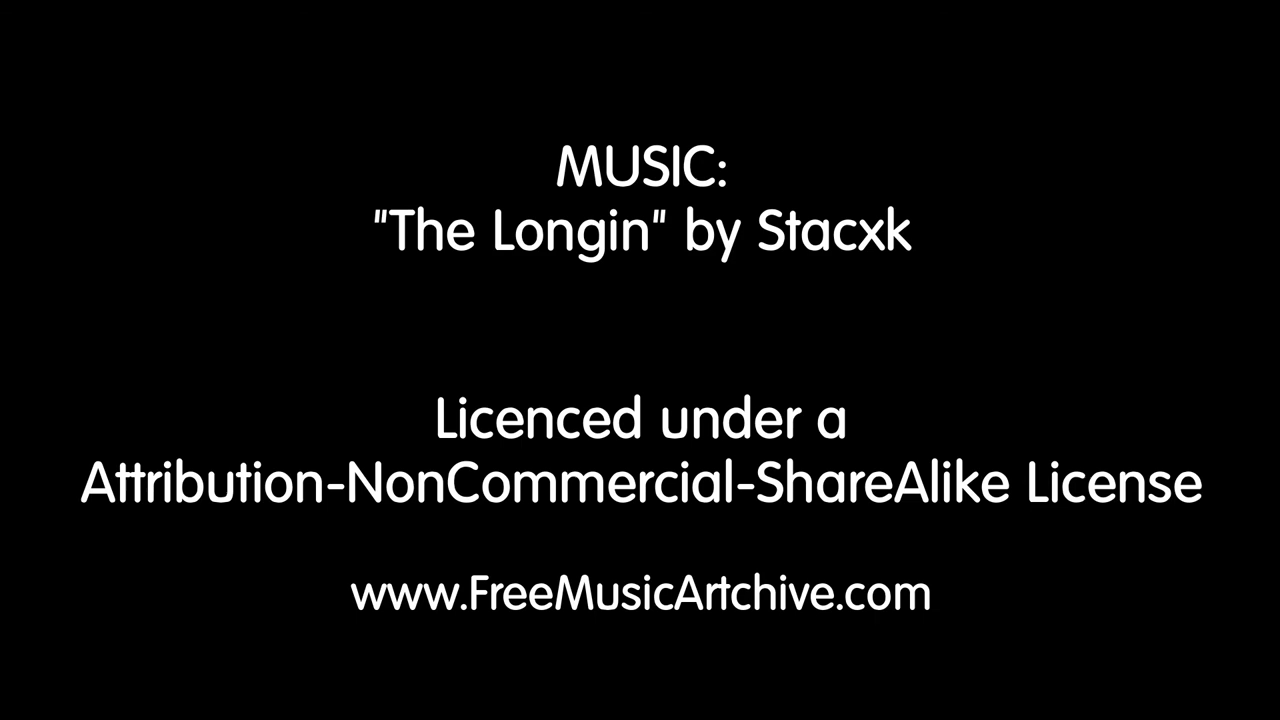 MUSIC:
"The Longin" by Stacxk
Licenced under a
Attribution-NonCommercial-ShareAlike License
www.FreeMusicArtchive.com